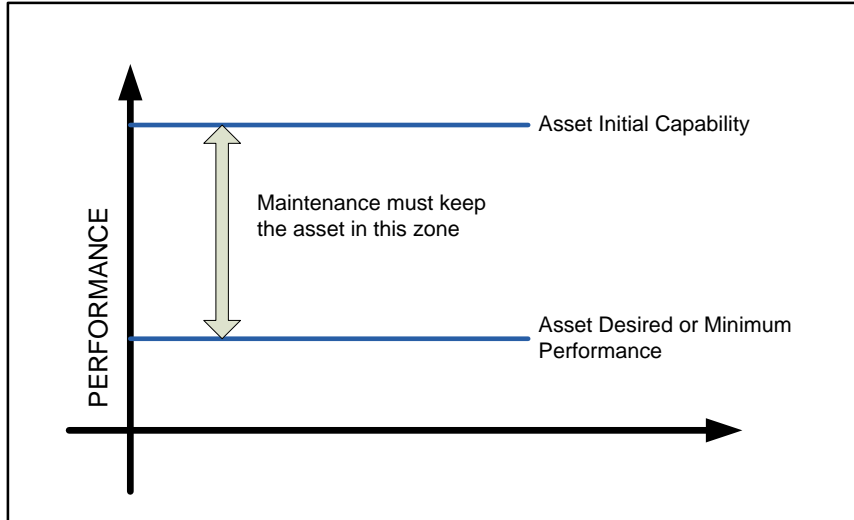 Asset Initial Capability
Maintenance must keep
the asset in this zone
Asset Desired or Minimum
Performance
PERFORMANCE